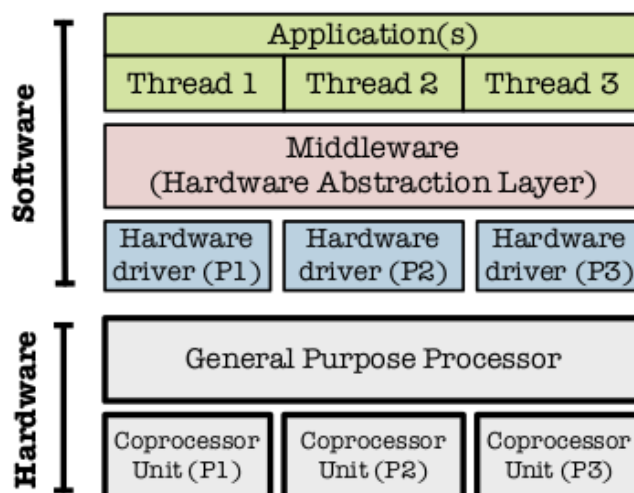 Software
Application(s)
Thread 1
Thread 2
Thread 3
Middleware
(Hardware Abstraction Layer)
Hardware
driver (P1)
Hardware
driver (P2)
Hardware
driver (P3)
Hardware
General Purpose Processor
Coprocessor
Unit (P1)
Coprocessor
Unit (P2)
Coprocessor
Unit (P3)